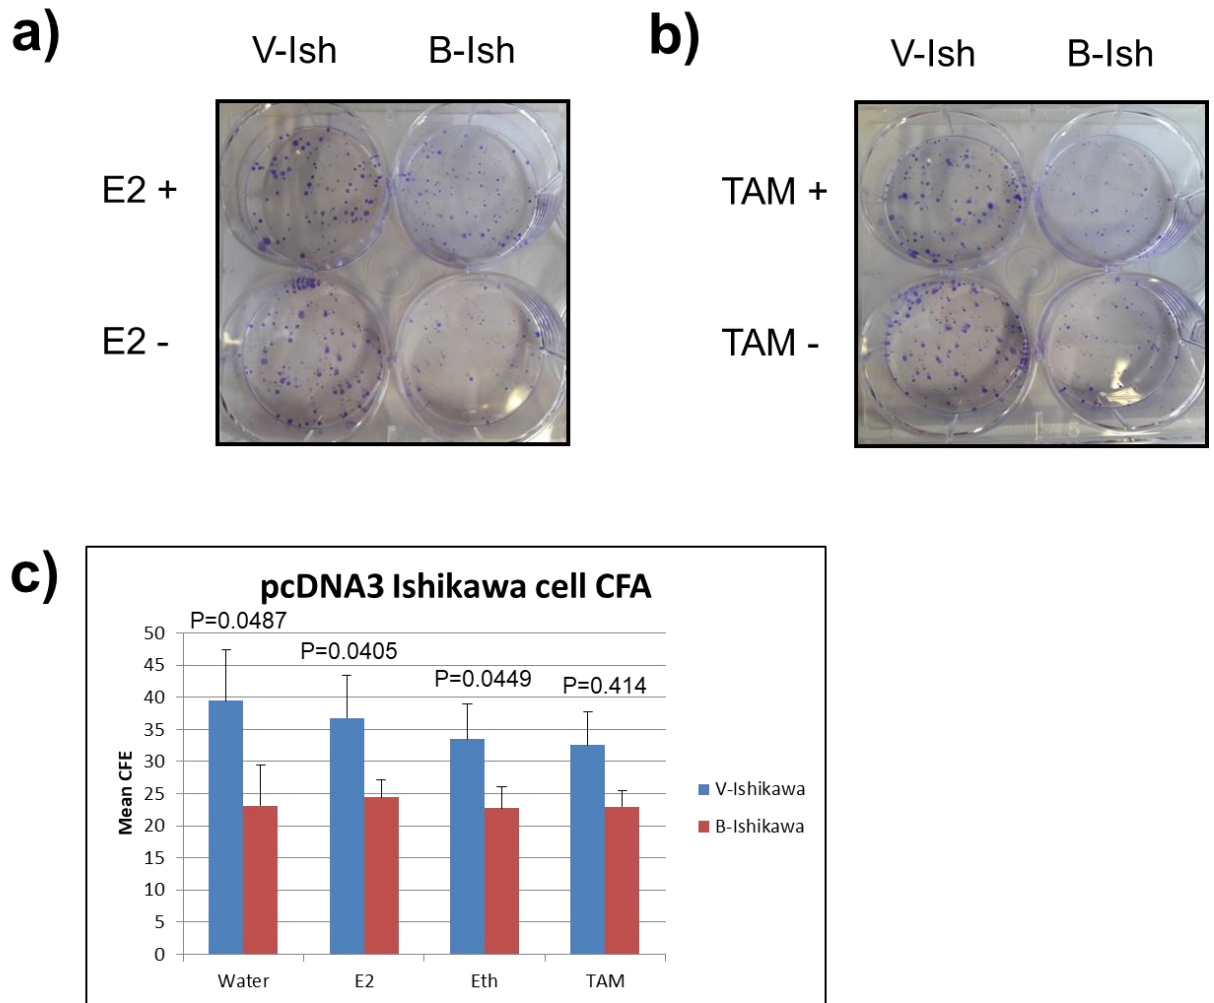 a)
V-Ish B-Ish
E2 +
E2 -
b)
V-Ish B-Ish
TAM +
TAM -
c)
pcDNA3 Ishikawa cell CFA
P=0.0487
P=0.0405
P=0.0449
P=0.414
Mean CFE
50
45
40
35
30
25
20
15
10
5
0
Water E2 Eth TAM
V-Ishikawa
B-Ishikawa